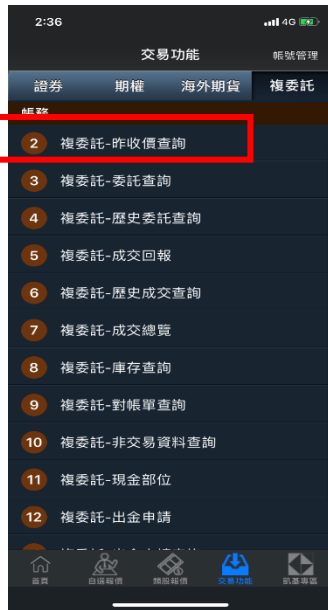 2:36
4G
交易功能
帳號管理
證券 期權 海外期貨 複委託
帳務
2 複委託-昨收價查詢
3 複委託-委託查詢
4 複委託-歷史委託查詢
5 複委託-成交回報
6 複委託-歷史成交查詢
7 複委託-成交總覽
8 複委託-庫存查詢
9 複委託-對帳單查詢
10 複委託-非交易資料查詢
11 複委託-現金部位
12 複委託-出金申請
首頁 自選報價 類股報價 交易功能 凱基專區